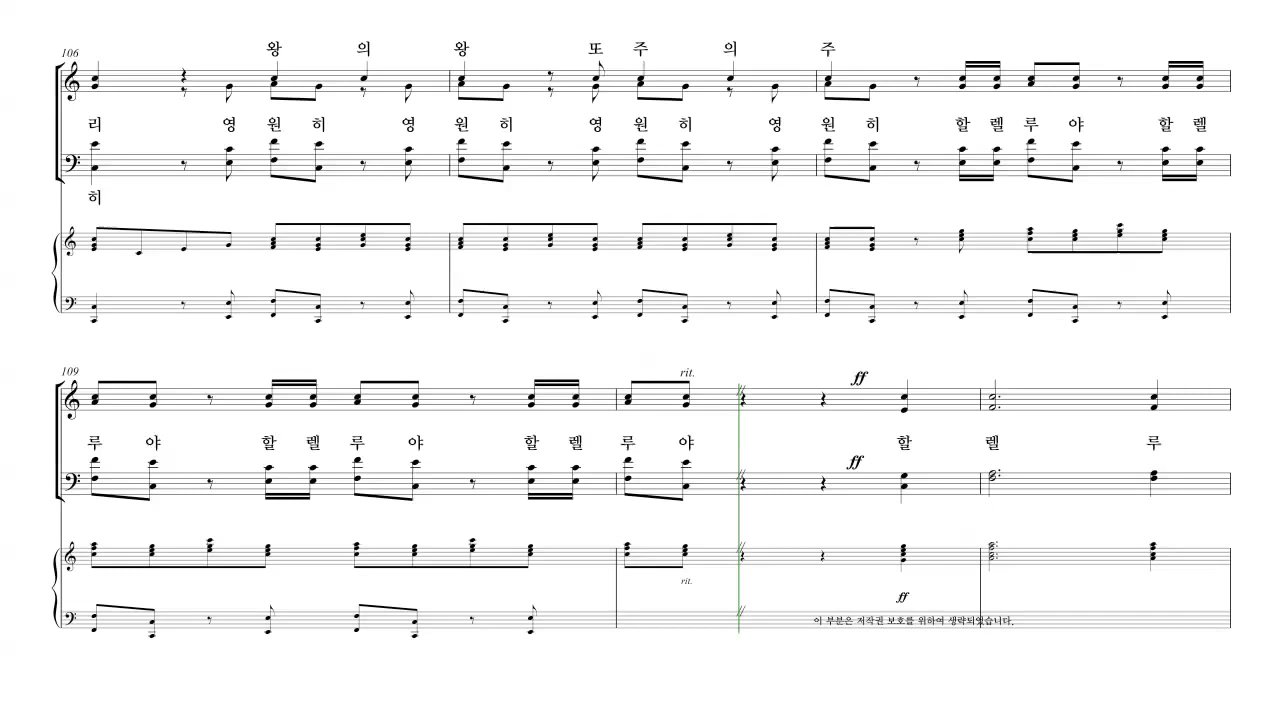 106
왕 의 왕 또 주 의 주
리 영 원 히 영 원 히 영 원 히 영 원 히 할 렐 루 야 할 렐
히
109
rit.
ff
루 야 할 렐 루 야 할 렐 루 야 할 렐 루
ff
rit.
ff
이 부분은 저작권 보호를 위하여 생략되었습니다.